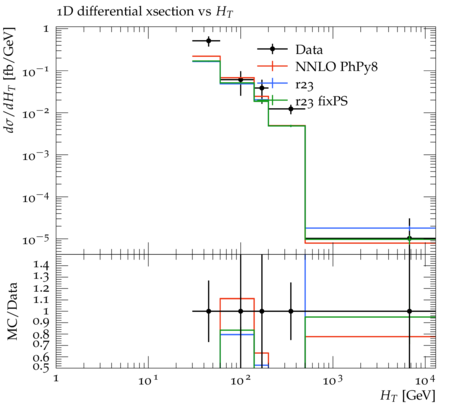 1D differential xsection vs H_T
dσ/dH_T [fb/GeV]
1
10^−1
10^−2
10^−3
10^−4
10^−5
Data
NNLO PhPy8
r23
r23 fixPS
MC/Data
1.4
1.3
1.2
1.1
1
0.9
0.8
0.7
0.6
0.5
1 10^1 10^2 10^3 10^4
H_T [GeV]